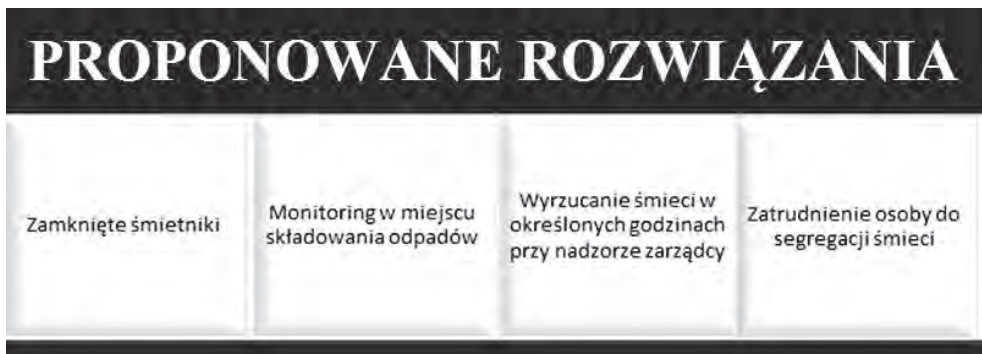 PROPONOWANE ROZWIĄZANIA
Zamknięte śmietniki
Monitoring w miejscu
składowania odpadów
Wyrzucanie śmieci w
określonych godzinach
przy nadzorze zarządcy
Zatrudnienie osoby do
segregacji śmieci